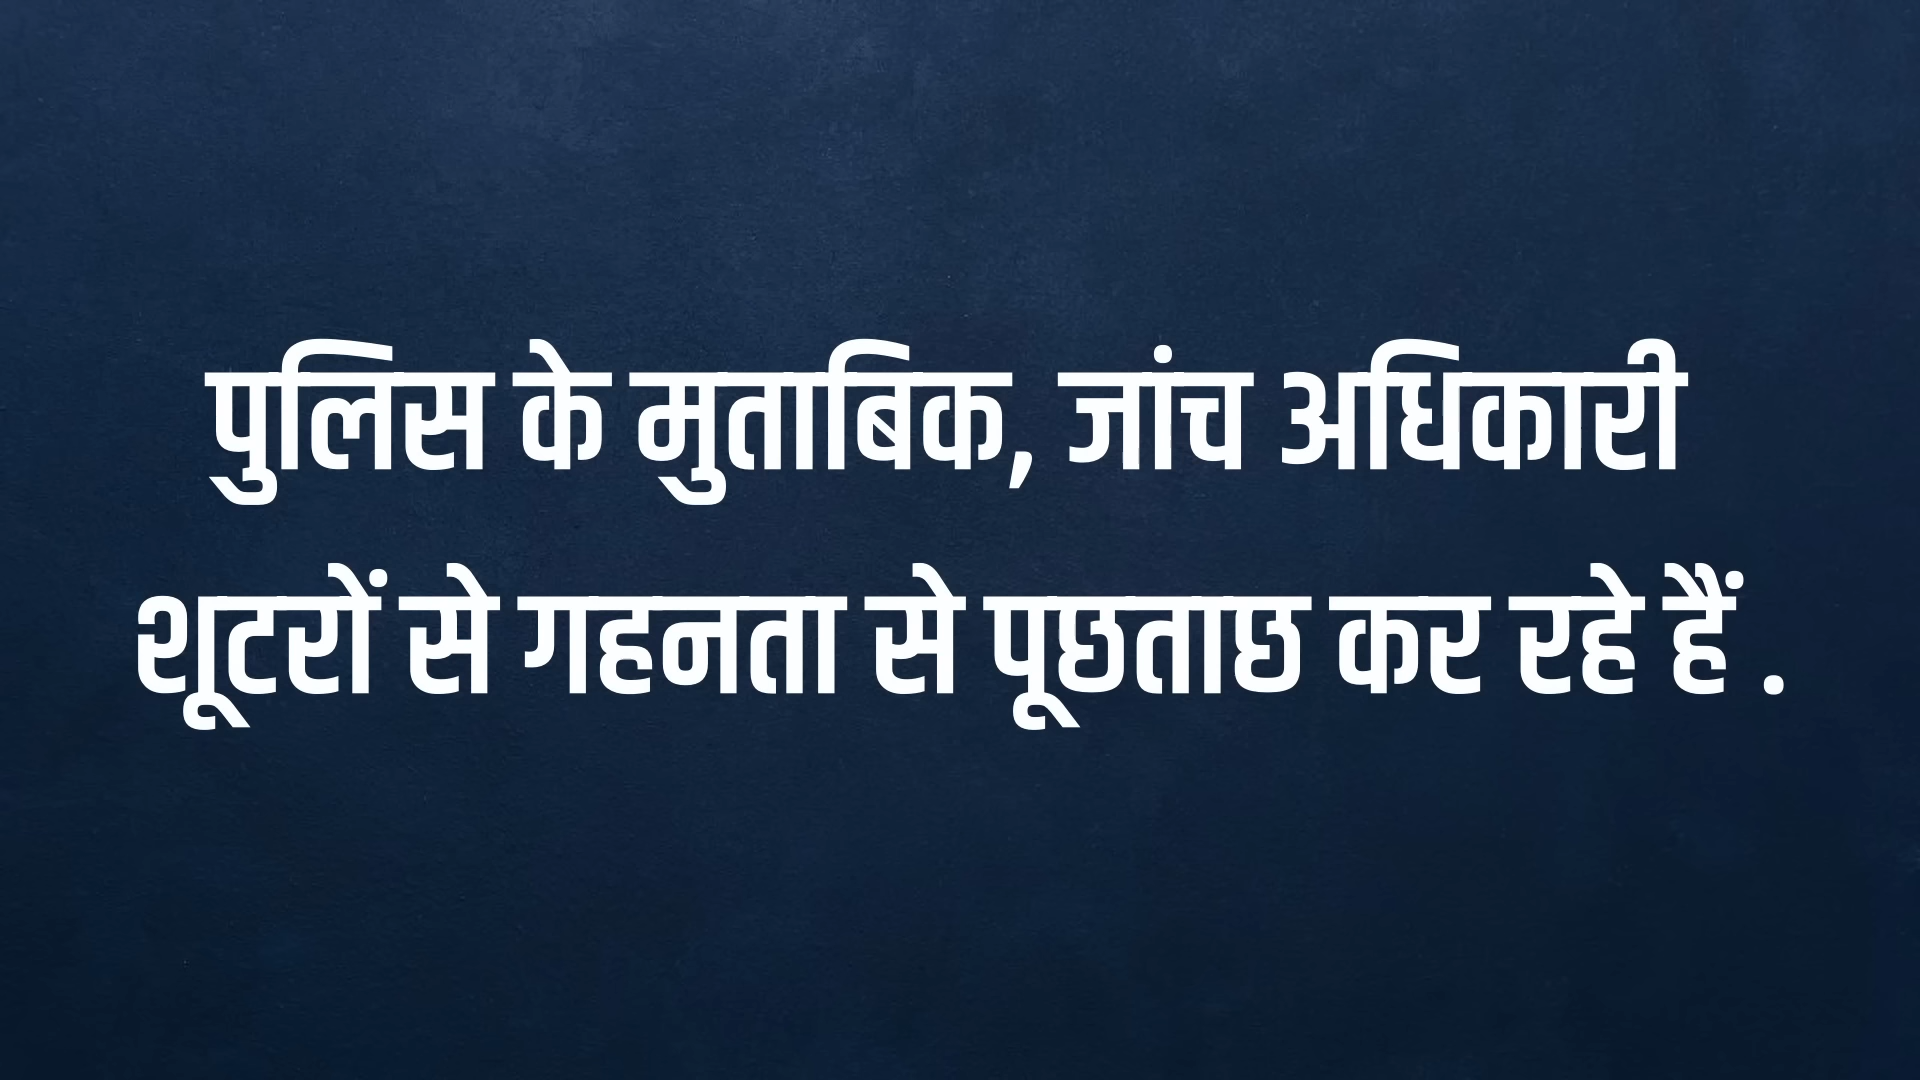 पुलिस के मुताबिक, जांच अधिकारी
शूटरों से गहनता से पूछताछ कर रहे हैं .